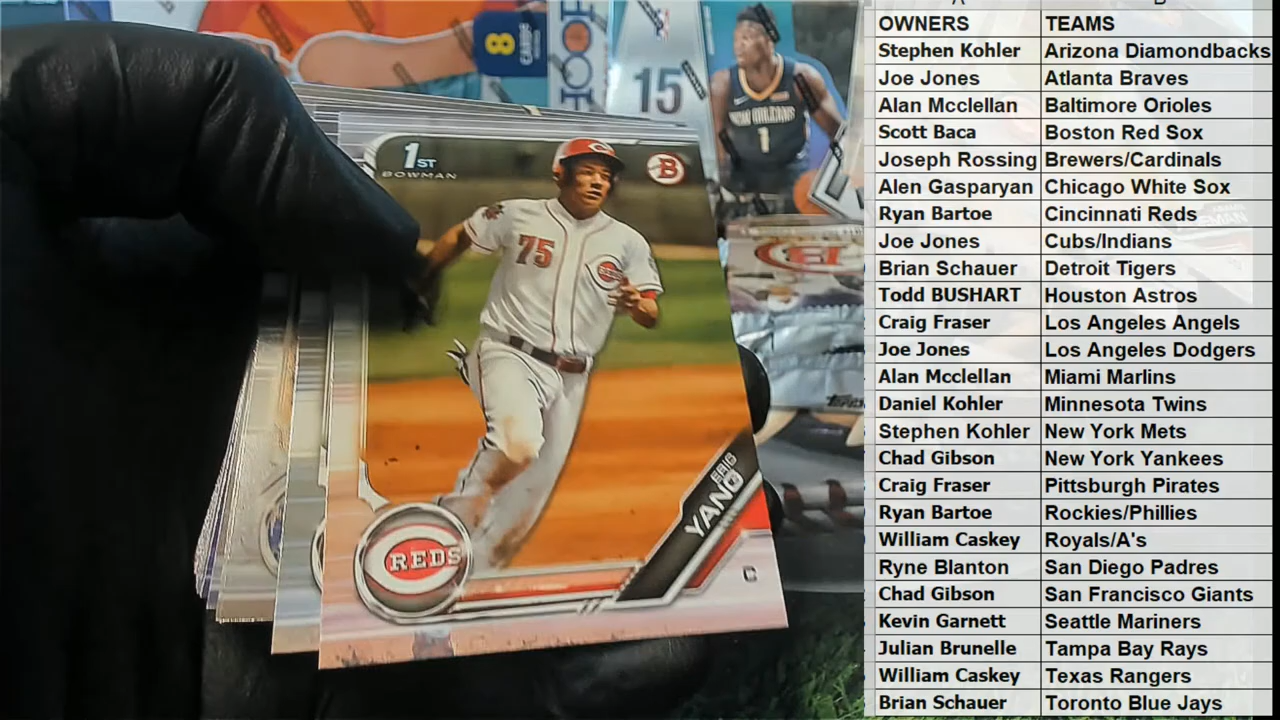 8
CARDS
15
NEW ORLEANS
1
1ST
BOWMAN
B
75
REDS
ERIC
YANG
C
OWNERS TEAMS
Stephen Kohler Arizona Diamondbacks
Joe Jones Atlanta Braves
Alan Mcclellan Baltimore Orioles
Scott Baca Boston Red Sox
Joseph Rossing Brewers/Cardinals
Alen Gasparyan Chicago White Sox
Ryan Bartoe Cincinnati Reds
Joe Jones Cubs/Indians
Brian Schauer Detroit Tigers
Todd BUSHART Houston Astros
Craig Fraser Los Angeles Angels
Joe Jones Los Angeles Dodgers
Alan Mcclellan Miami Marlins
Daniel Kohler Minnesota Twins
Stephen Kohler New York Mets
Chad Gibson New York Yankees
Craig Fraser Pittsburgh Pirates
Ryan Bartoe Rockies/Phillies
William Caskey Royals/A's
Ryne Blanton San Diego Padres
Chad Gibson San Francisco Giants
Kevin Garnett Seattle Mariners
Julian Brunelle Tampa Bay Rays
William Caskey Texas Rangers
Brian Schauer Toronto Blue Jays